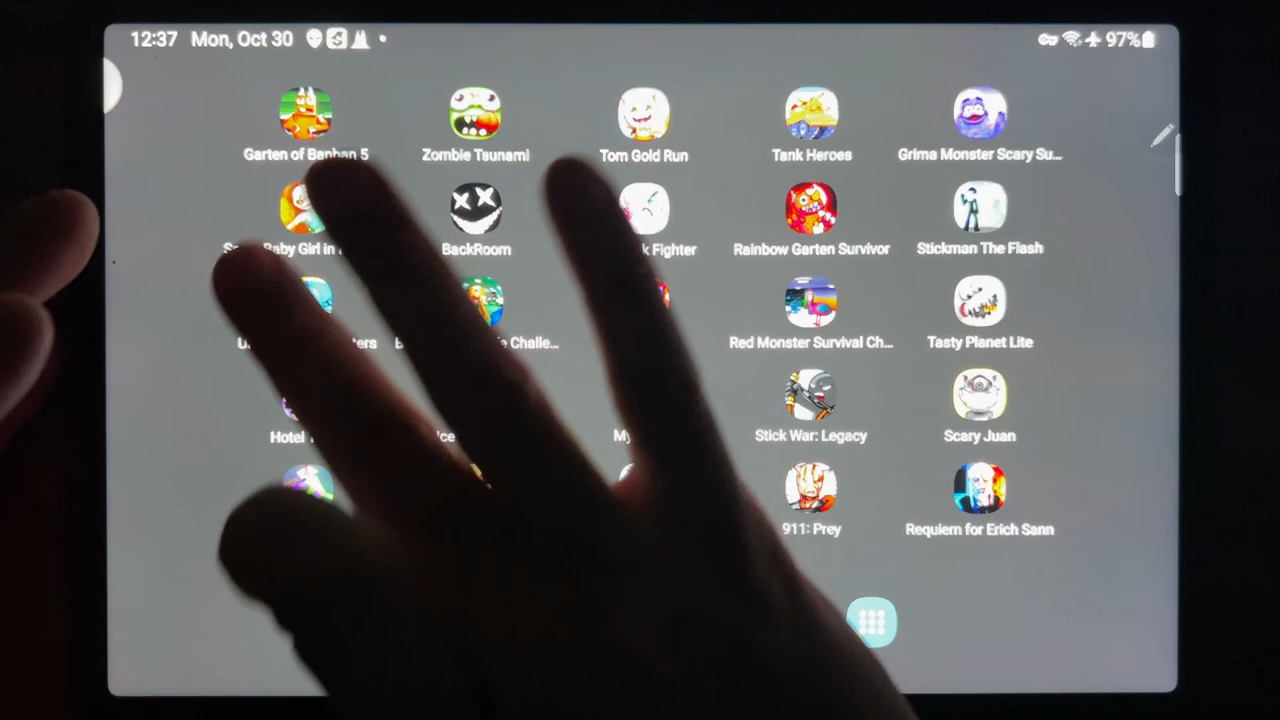 12:37 Mon, Oct 30 97%
Garten of Banban 5 Zombie Tsunami Tom Gold Run Tank Heroes Grima Monster Scary Su...
Baby Girl in BackRoom Fighter Rainbow Garten Survivor Stickman The Flash
Challe... Red Monster Survival Ch... Tasty Planet Lite
Hotel Stick War: Legacy Scary Juan
911: Prey Requiem for Erich Sann